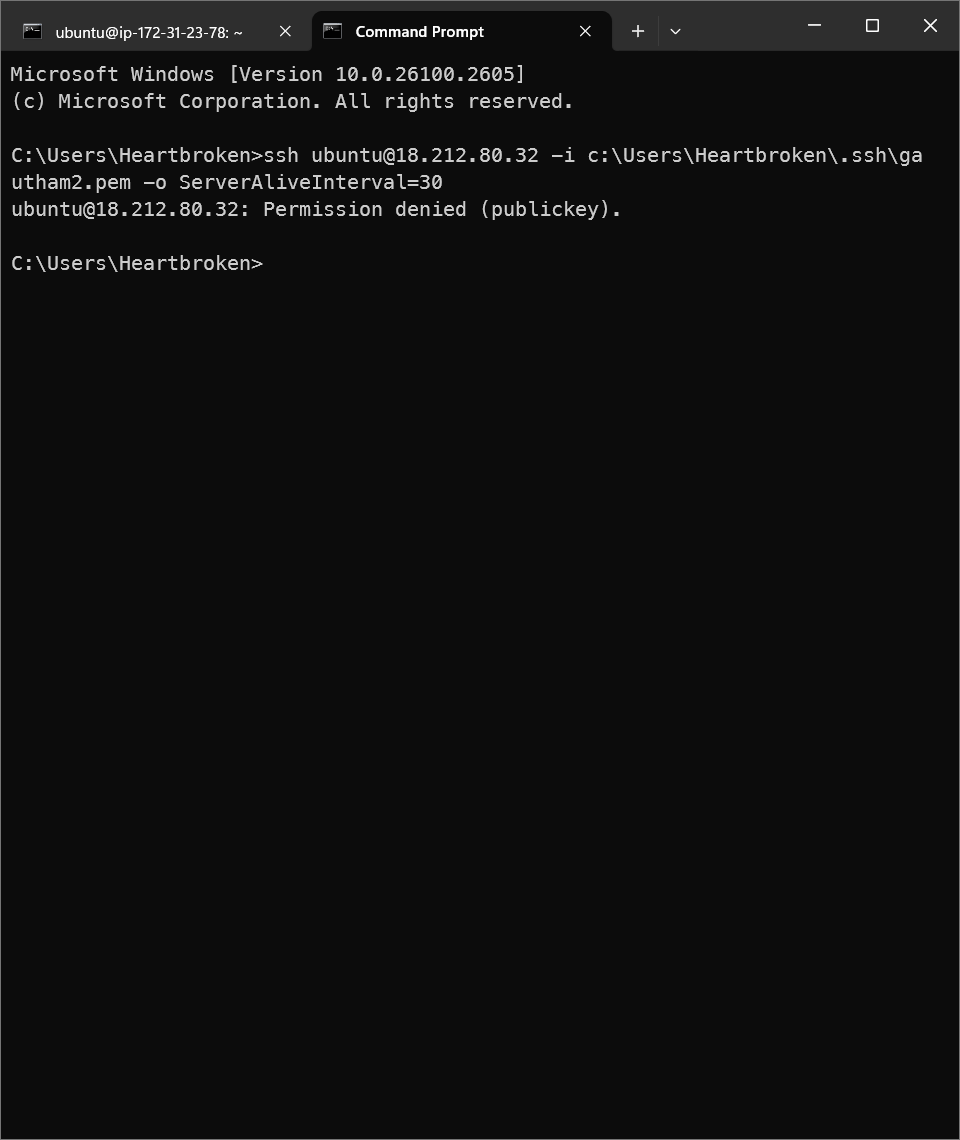 ubuntu@ip-172-31-23-78: ~
Command Prompt
Microsoft Windows [Version 10.0.26100.2605]
(c) Microsoft Corporation. All rights reserved.
C:\Users\Heartbroken>ssh ubuntu@18.212.80.32 -i c:\Users\Heartbroken\.ssh\ga
utham2.pem -o ServerAliveInterval=30
ubuntu@18.212.80.32: Permission denied (publickey).
C:\Users\Heartbroken>